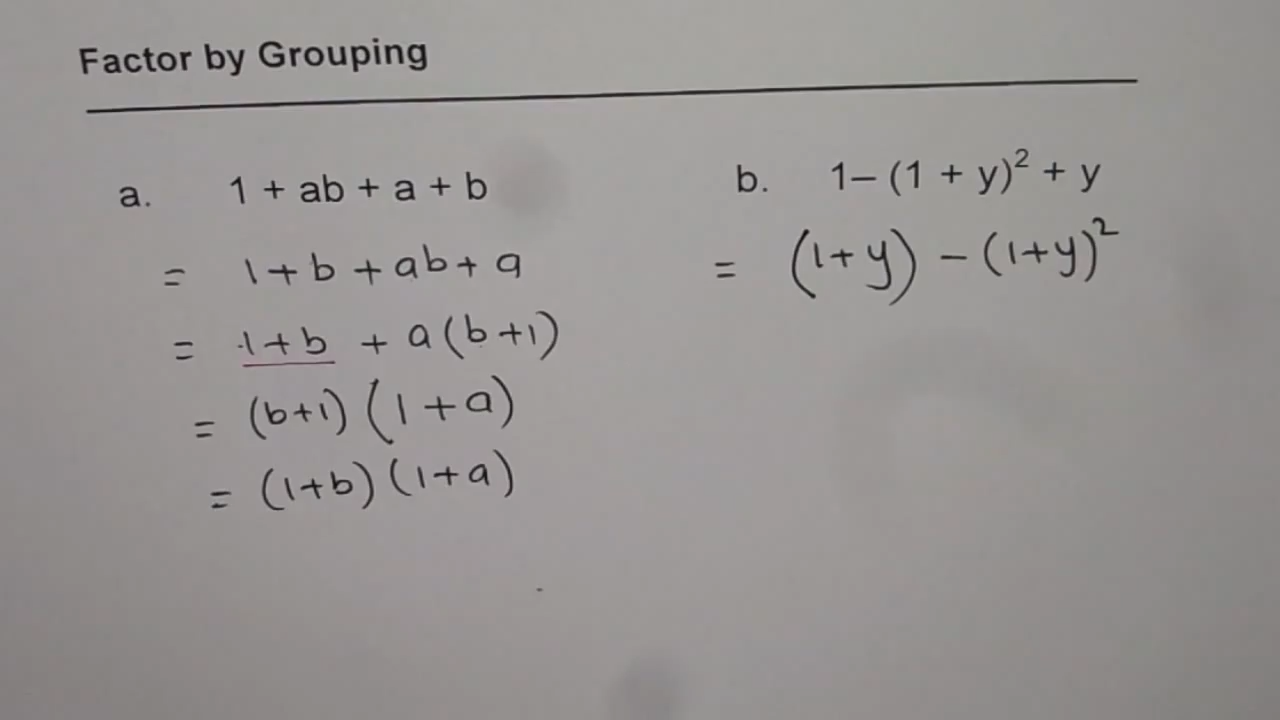 Factor by Grouping
a. 1 + ab + a + b
= 1 + b + ab + a
= 1 + b + a (b + 1)
= (b + 1) (1 + a)
= (1 + b) (1 + a)
b. 1– (1 + y)² + y
= (1 + y) – (1 + y)²